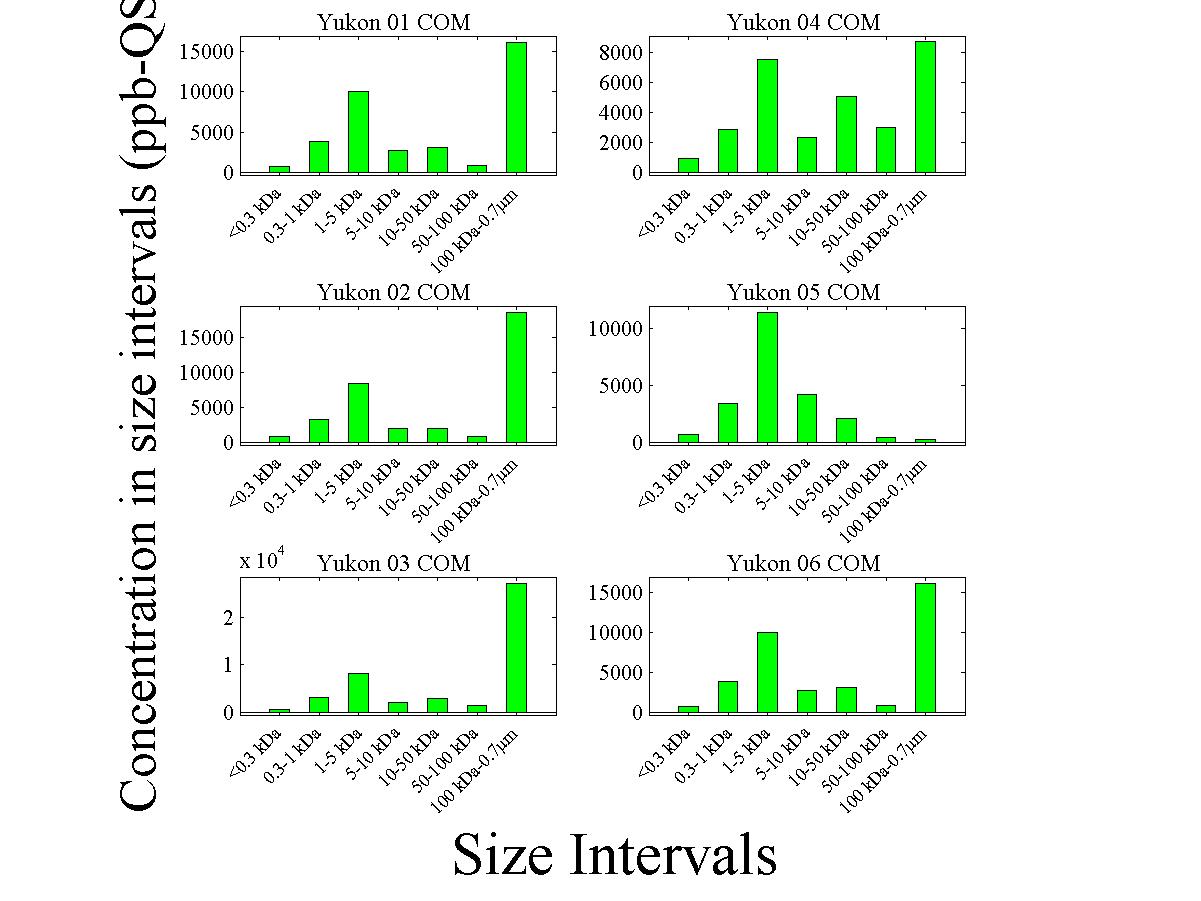 Concentration in size intervals (ppb-QS
Yukon 01 COM
15000
10000
5000
0
<0.3 kDa
0.3-1 kDa
1-5 kDa
5-10 kDa
10-50 kDa
50-100 kDa
100 kDa-0.7µm
Yukon 04 COM
8000
6000
4000
2000
0
<0.3 kDa
0.3-1 kDa
1-5 kDa
5-10 kDa
10-50 kDa
50-100 kDa
100 kDa-0.7µm
Yukon 02 COM
15000
10000
5000
0
<0.3 kDa
0.3-1 kDa
1-5 kDa
5-10 kDa
10-50 kDa
50-100 kDa
100 kDa-0.7µm
Yukon 05 COM
10000
5000
0
<0.3 kDa
0.3-1 kDa
1-5 kDa
5-10 kDa
10-50 kDa
50-100 kDa
100 kDa-0.7µm
x 10⁴
Yukon 03 COM
2
1
0
<0.3 kDa
0.3-1 kDa
1-5 kDa
5-10 kDa
10-50 kDa
50-100 kDa
100 kDa-0.7µm
Yukon 06 COM
15000
10000
5000
0
<0.3 kDa
0.3-1 kDa
1-5 kDa
5-10 kDa
10-50 kDa
50-100 kDa
100 kDa-0.7µm
Size Intervals